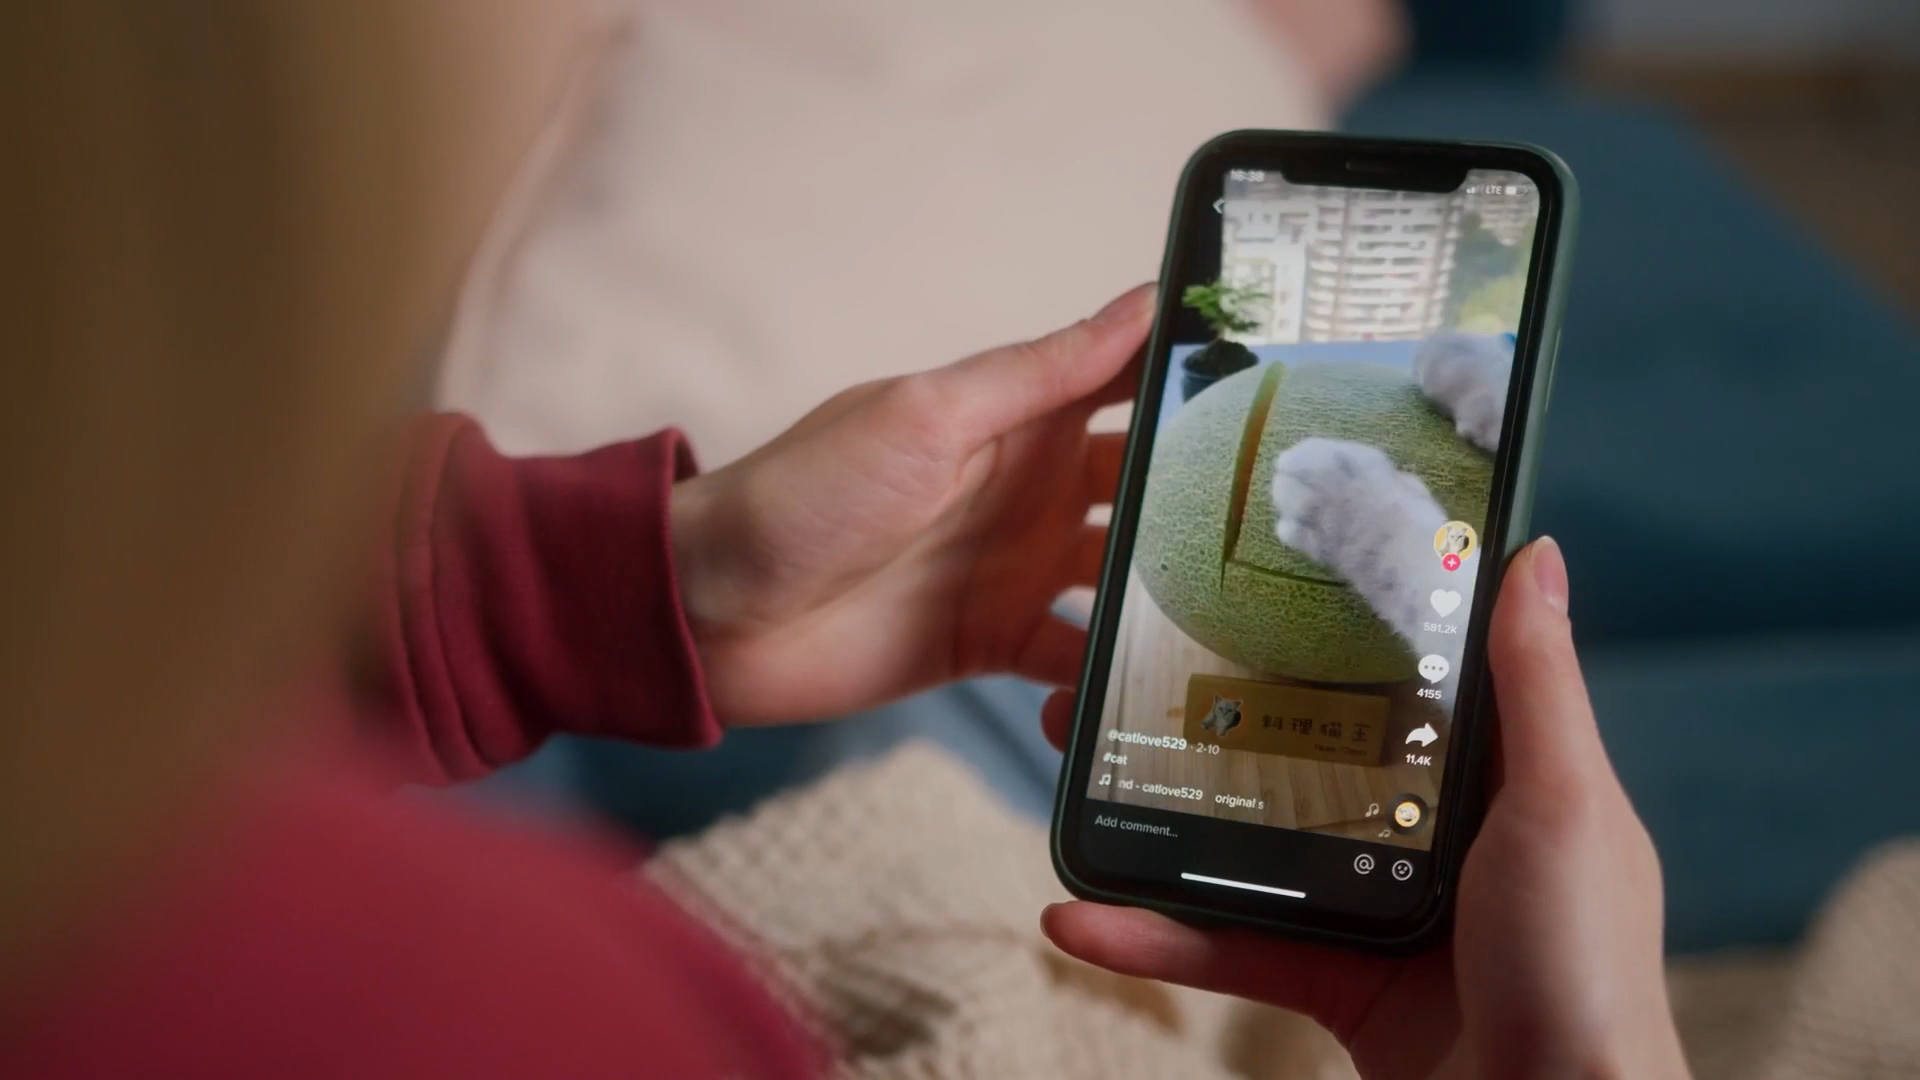 16:38
LTE
581.2K
4155
料理猫王
11,4K
@catlove529 · 2-10
#cat
nd - catlove529 original s
Add comment...